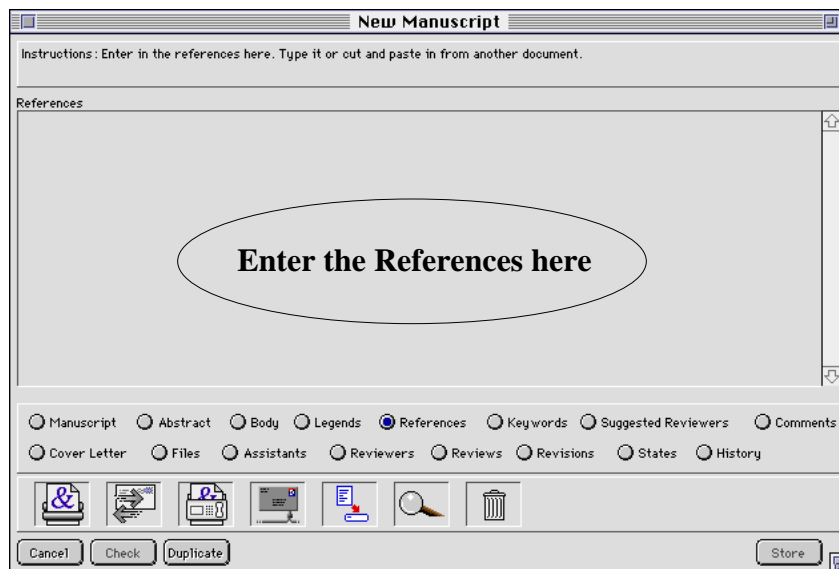 New Manuscript
Instructions: Enter in the references here. Type it or cut and paste in from another document.
References
Enter the References here
Manuscript Abstract Body Legends References Keywords Suggested Reviewers Comments
Cover Letter Files Assistants Reviewers Reviews Revisions States History
& &
Cancel Check Duplicate Store